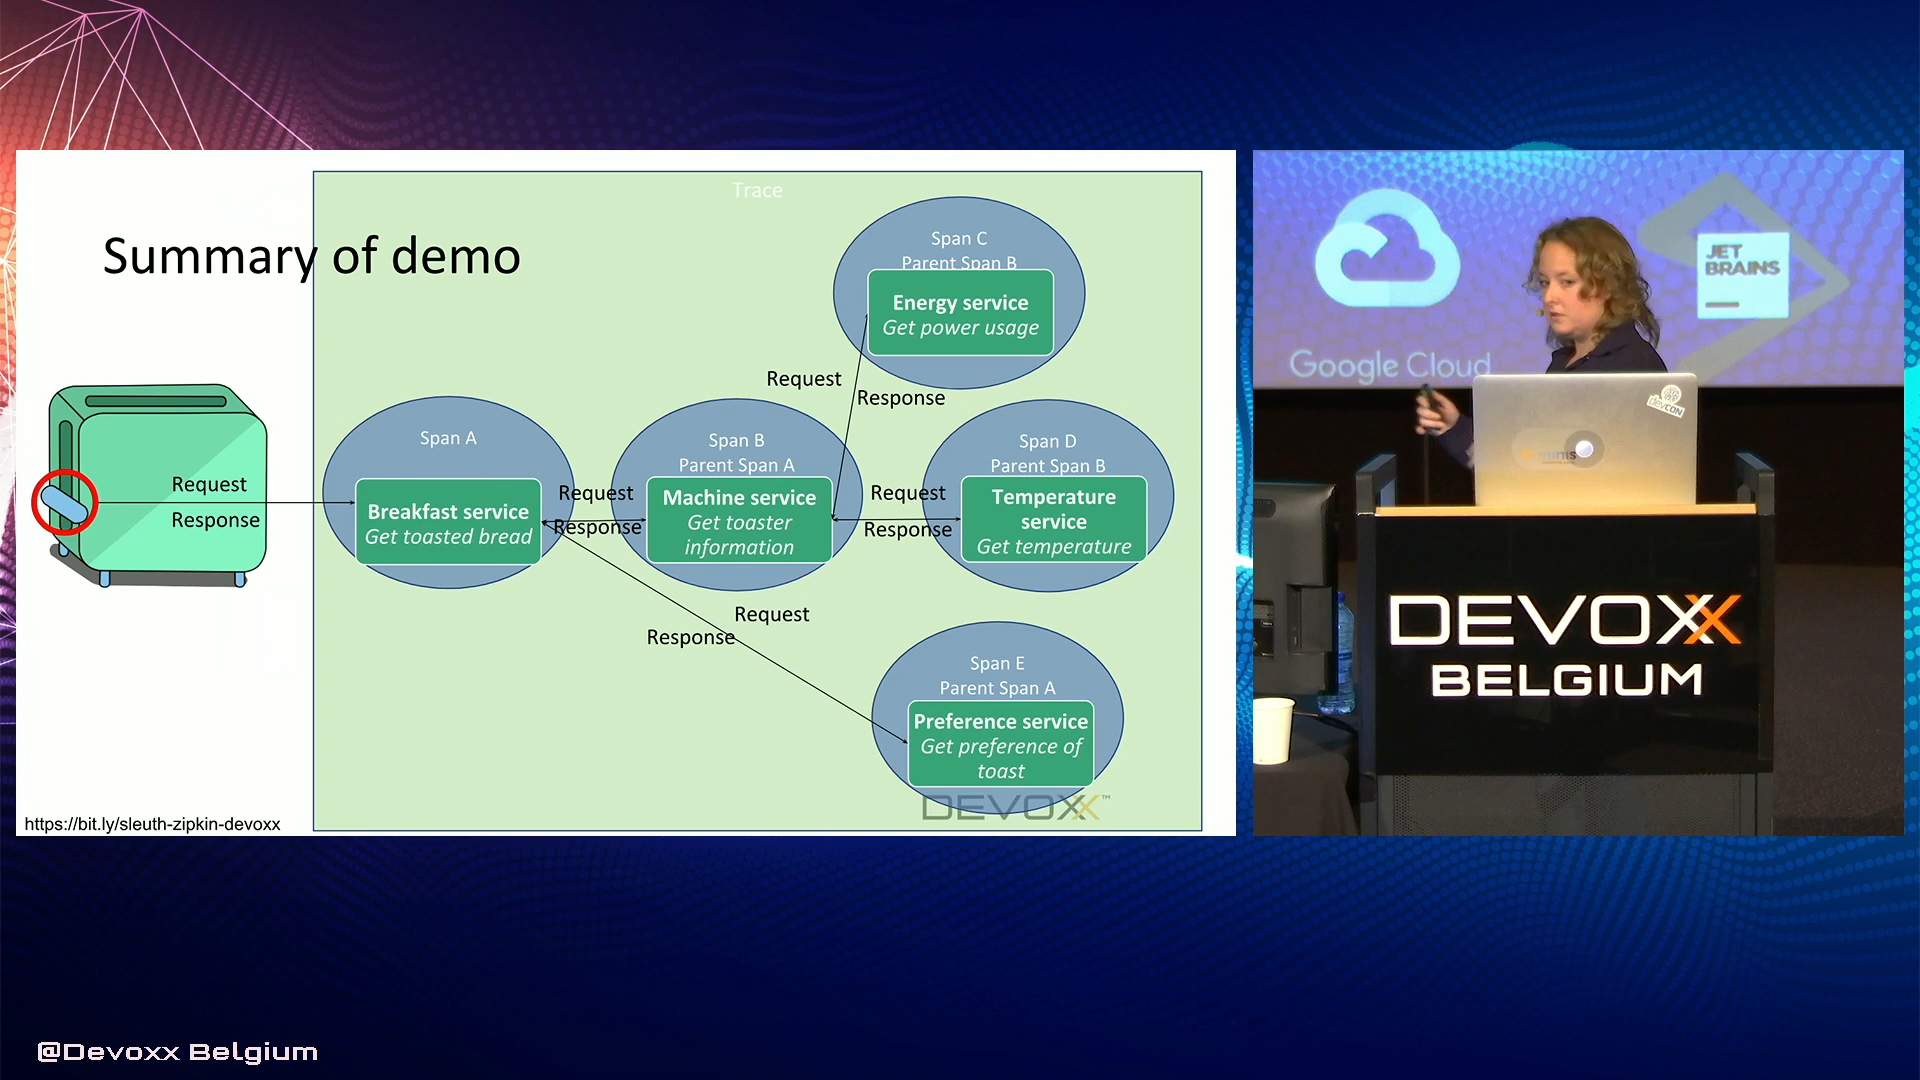 Trace
Summary of demo
Span C
Parent Span B
Energy service
Get power usage
Request
Response
Span A
Breakfast service
Get toasted bread
Request
Response
Request
Response
Span B
Parent Span A
Machine service
Get toaster
information
Request
Response
Span D
Parent Span B
Temperature
service
Get temperature
Request
Response
Span E
Parent Span A
Preference service
Get preference of
toast
DEVOXX™
https://bit.ly/sleuth-zipkin-devoxx
Google Cloud
JET
BRAINS
devCON
DEVOXX
BELGIUM
@Devoxx Belgium